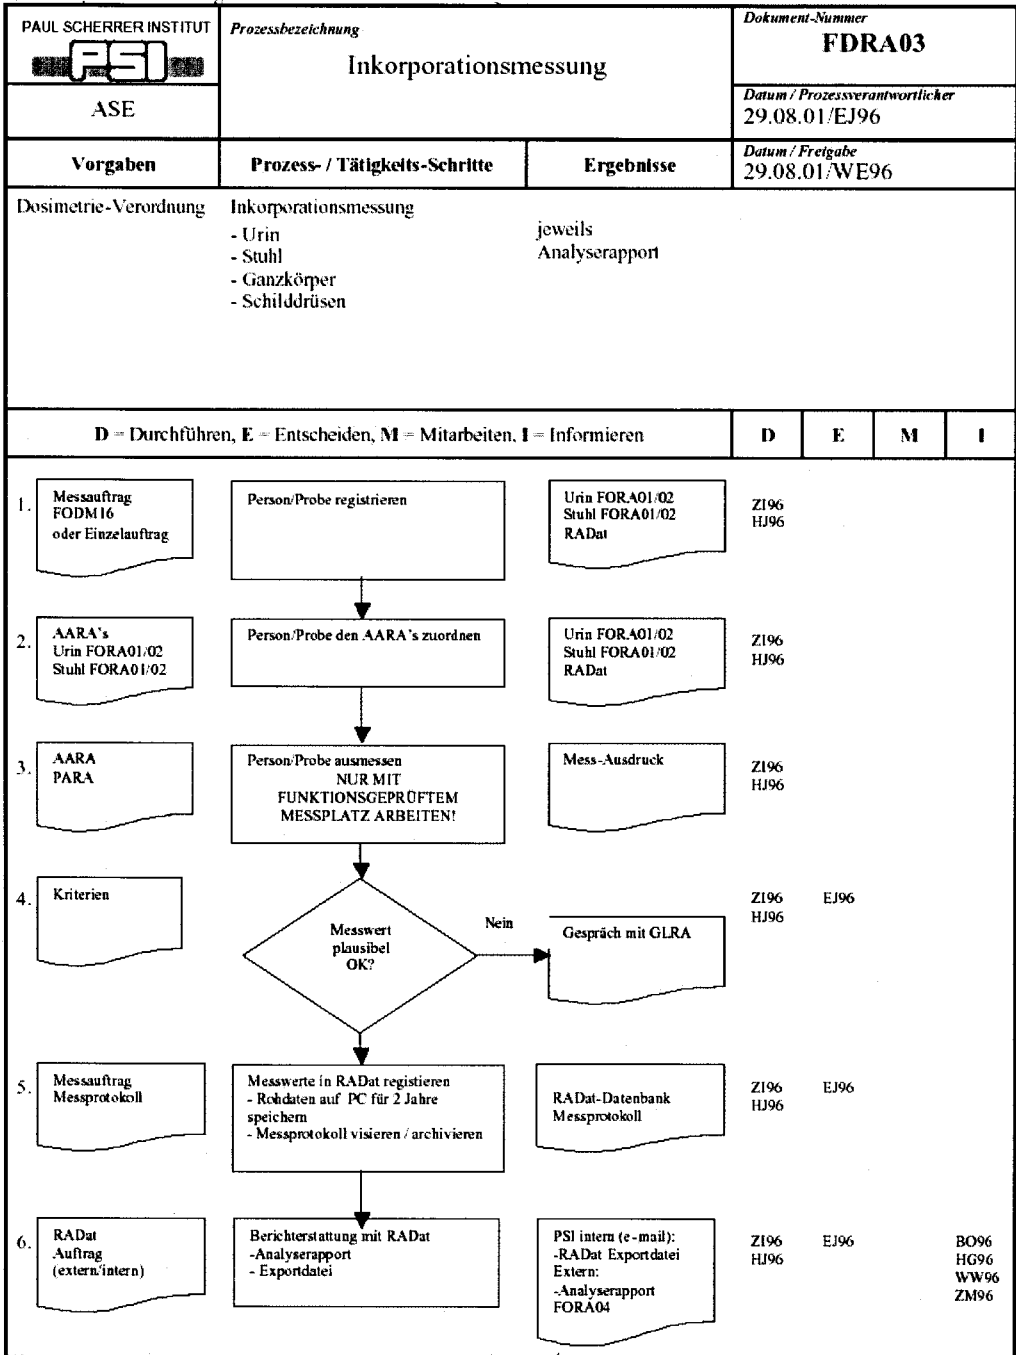 PAUL SCHERRER INSTITUT
PSI
ASE
Prozessbezeichnung
Inkorporationsmessung
Dokument-Nummer
FDRA03
Datum / Prozessverantwortlicher
29.08.01/EJ96
Vorgaben
Prozess- / Tätigkeits-Schritte
Ergebnisse
Datum / Freigabe
29.08.01/WE96
Dosimetrie-Verordnung
Inkorporationsmessung
- Urin
- Stuhl
- Ganzkörper
- Schilddrüsen
jeweils
Analyserapport
D = Durchführen, E = Entscheiden, M = Mitarbeiten, I = Informieren
D
E
M
I
1.
Messauftrag
FODM16
oder Einzelauftrag
Person/Probe registrieren
Urin FORA01/02
Stuhl FORA01/02
RADat
ZI96
HJ96
2.
AARA's
Urin FORA01/02
Stuhl FORA01/02
Person/Probe den AARA's zuordnen
Urin FORA01/02
Stuhl FORA01/02
RADat
ZI96
HJ96
3.
AARA
PARA
Person/Probe ausmessen
NUR MIT
FUNKTIONSGEPRÜFTEM
MESSPLATZ ARBEITEN!
Mess-Ausdruck
ZI96
HJ96
4.
Kriterien
Messwert
plausibel
OK?
Nein
Gespräch mit GLRA
ZI96
HJ96
EJ96
5.
Messauftrag
Messprotokoll
Messwerte in RADat registieren
- Rohdaten auf PC für 2 Jahre
speichern
- Messprotokoll visieren / archivieren
RADat-Datenbank
Messprotokoll
ZI96
HJ96
EJ96
6.
RADat
Auftrag
(extern/intern)
Berichterstattung mit RADat
-Analyserapport
- Exportdatei
PSI intern (e-mail):
-RADat Exportdatei
Extern:
-Analyserapport
FORA04
ZI96
HJ96
EJ96
BO96
HG96
WW96
ZM96